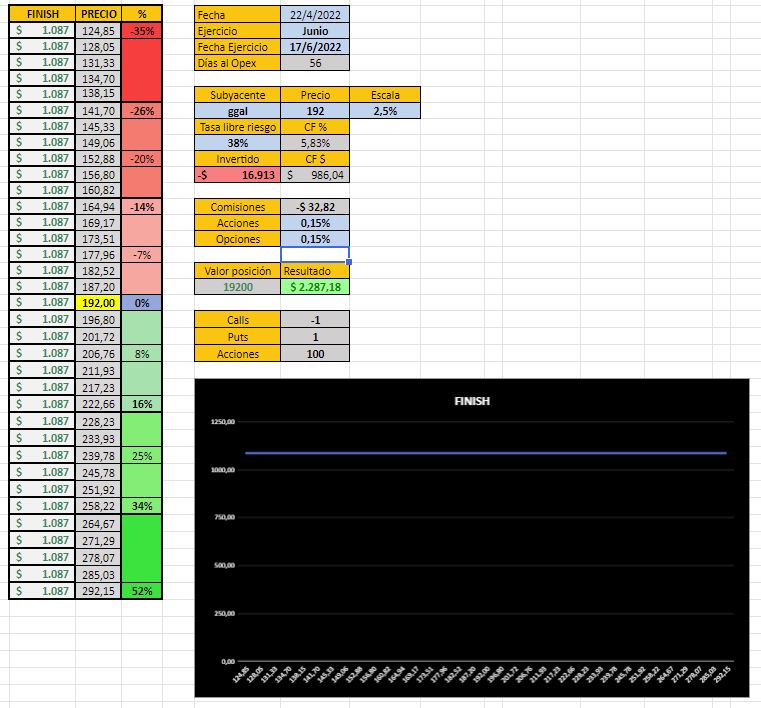 FINISH PRECIO %
$ 1.087 124,85 -35%
$ 1.087 128,05
$ 1.087 131,33
$ 1.087 134,70
$ 1.087 138,15
$ 1.087 141,70 -26%
$ 1.087 145,33
$ 1.087 149,06
$ 1.087 152,88 -20%
$ 1.087 156,80
$ 1.087 160,82
$ 1.087 164,94 -14%
$ 1.087 169,17
$ 1.087 173,51
$ 1.087 177,96 -7%
$ 1.087 182,52
$ 1.087 187,20
$ 1.087 192,00 0%
$ 1.087 196,80
$ 1.087 201,72
$ 1.087 206,76 8%
$ 1.087 211,93
$ 1.087 217,23
$ 1.087 222,66 16%
$ 1.087 228,23
$ 1.087 233,93
$ 1.087 239,78 25%
$ 1.087 245,78
$ 1.087 251,92
$ 1.087 258,22 34%
$ 1.087 264,67
$ 1.087 271,29
$ 1.087 278,07
$ 1.087 285,03
$ 1.087 292,15 52%
Fecha 22/4/2022
Ejercicio Junio
Fecha Ejercicio 17/6/2022
Días al Opex 56
Subyacente Precio Escala
ggal 192 2,5%
Tasa libre riesgo CF %
38% 5,83%
Invertido CF $
-$ 16.913 $ 986,04
Comisiones -$ 32,82
Acciones 0,15%
Opciones 0,15%
Valor posición Resultado
19200 $ 2.287,18
Calls -1
Puts 1
Acciones 100
FINISH
1250,00
1000,00
750,00
500,00
250,00
0,00
124,85 128,05 131,33 134,70 138,15 141,70 145,33 149,06 152,88 156,80 160,82 164,94 169,17 173,51 177,96 182,52 187,20 192,00 196,80 201,72 206,76 211,93 217,23 222,66 228,23 233,93 239,78 245,78 251,92 258,22 264,67 271,29 278,07 285,03 292,15